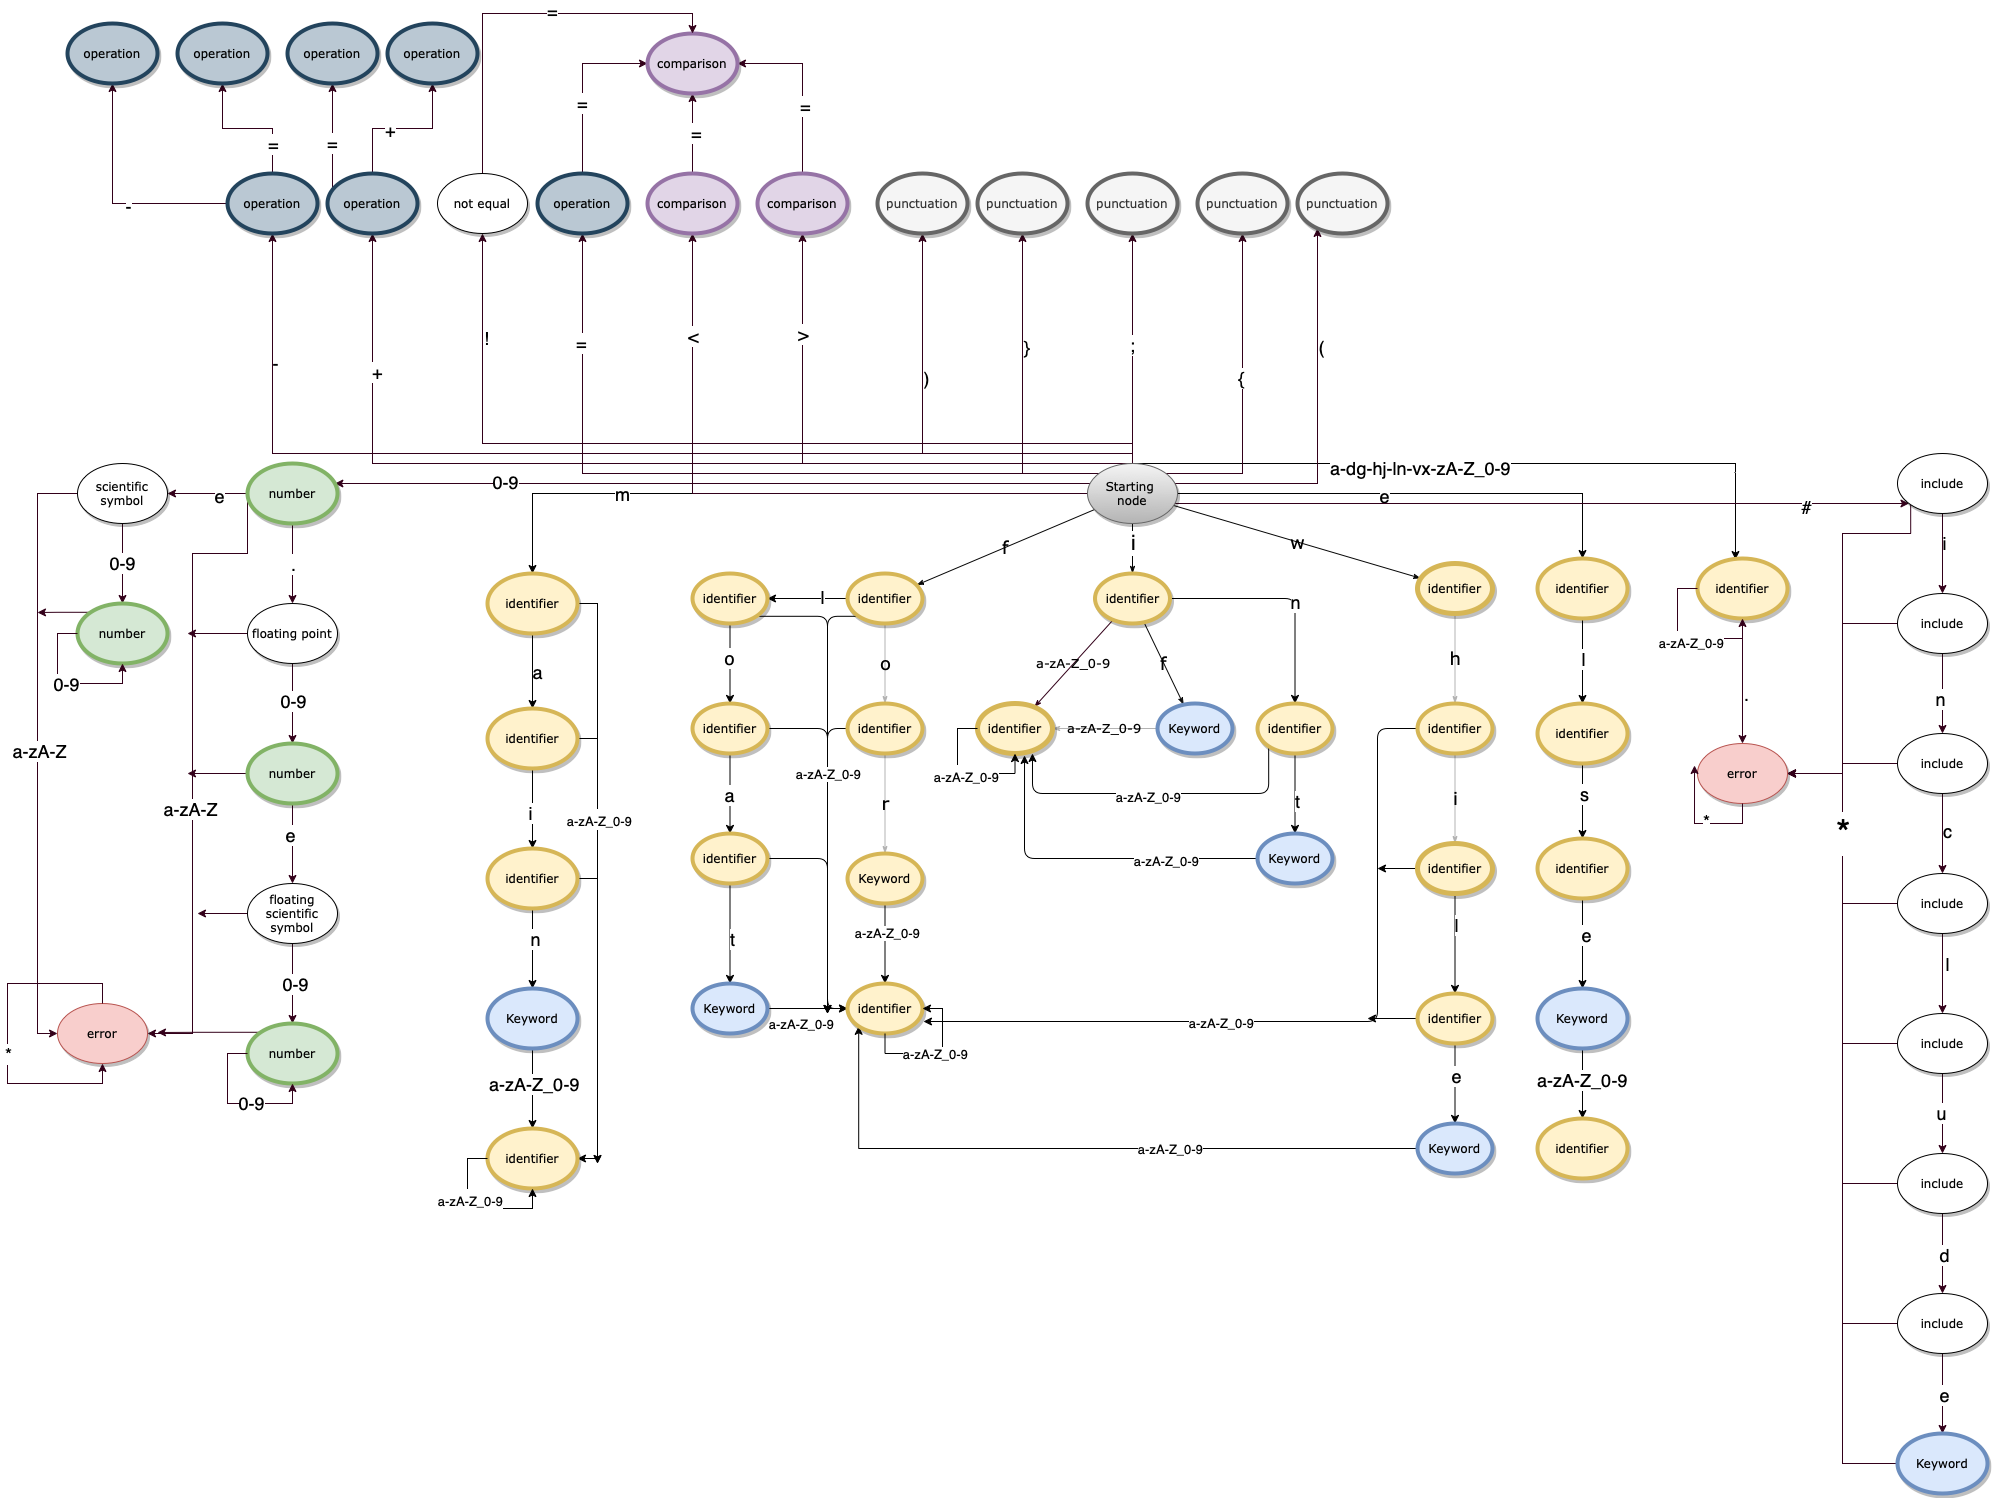 =
operation
operation
operation
operation
comparison
=
=
=
+
=
=
operation
operation
not equal
operation
comparison
comparison
punctuation
punctuation
punctuation
punctuation
punctuation
-
-
+
!
=
<
>
)
}
;
{
(
a-dg-hj-ln-vx-zA-Z_0-9
scientific
symbol
e
number
0-9
m
Starting
node
e
#
include
f
i
w
i
0-9
.
number
floating point
0-9
0-9
a-zA-Z
number
a-zA-Z
e
floating
scientific
symbol
0-9
error
*
number
0-9
identifier
a
identifier
i
a-zA-Z_0-9
identifier
n
Keyword
a-zA-Z_0-9
identifier
a-zA-Z_0-9
identifier
l
identifier
o
o
identifier
identifier
a-zA-Z_0-9
a
r
identifier
Keyword
t
a-zA-Z_0-9
Keyword
a-zA-Z_0-9
identifier
a-zA-Z_0-9
identifier
n
a-zA-Z_0-9
f
identifier
a-zA-Z_0-9
Keyword
identifier
a-zA-Z_0-9
a-zA-Z_0-9
t
a-zA-Z_0-9
Keyword
identifier
h
identifier
i
identifier
l
a-zA-Z_0-9
identifier
e
a-zA-Z_0-9
Keyword
identifier
l
identifier
s
identifier
e
Keyword
a-zA-Z_0-9
identifier
identifier
a-zA-Z_0-9
.
error
*
*
include
n
include
c
include
l
include
u
include
d
include
e
Keyword